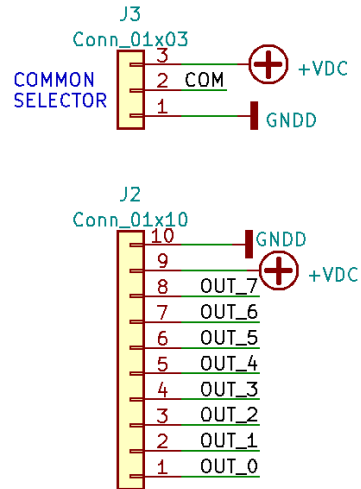 J3
Conn_01x03
3
+VDC
COMMON
SELECTOR
2
COM
1
GNDD
J2
Conn_01x10
10
GNDD
9
+VDC
8
OUT_7
7
OUT_6
6
OUT_5
5
OUT_4
4
OUT_3
3
OUT_2
2
OUT_1
1
OUT_0